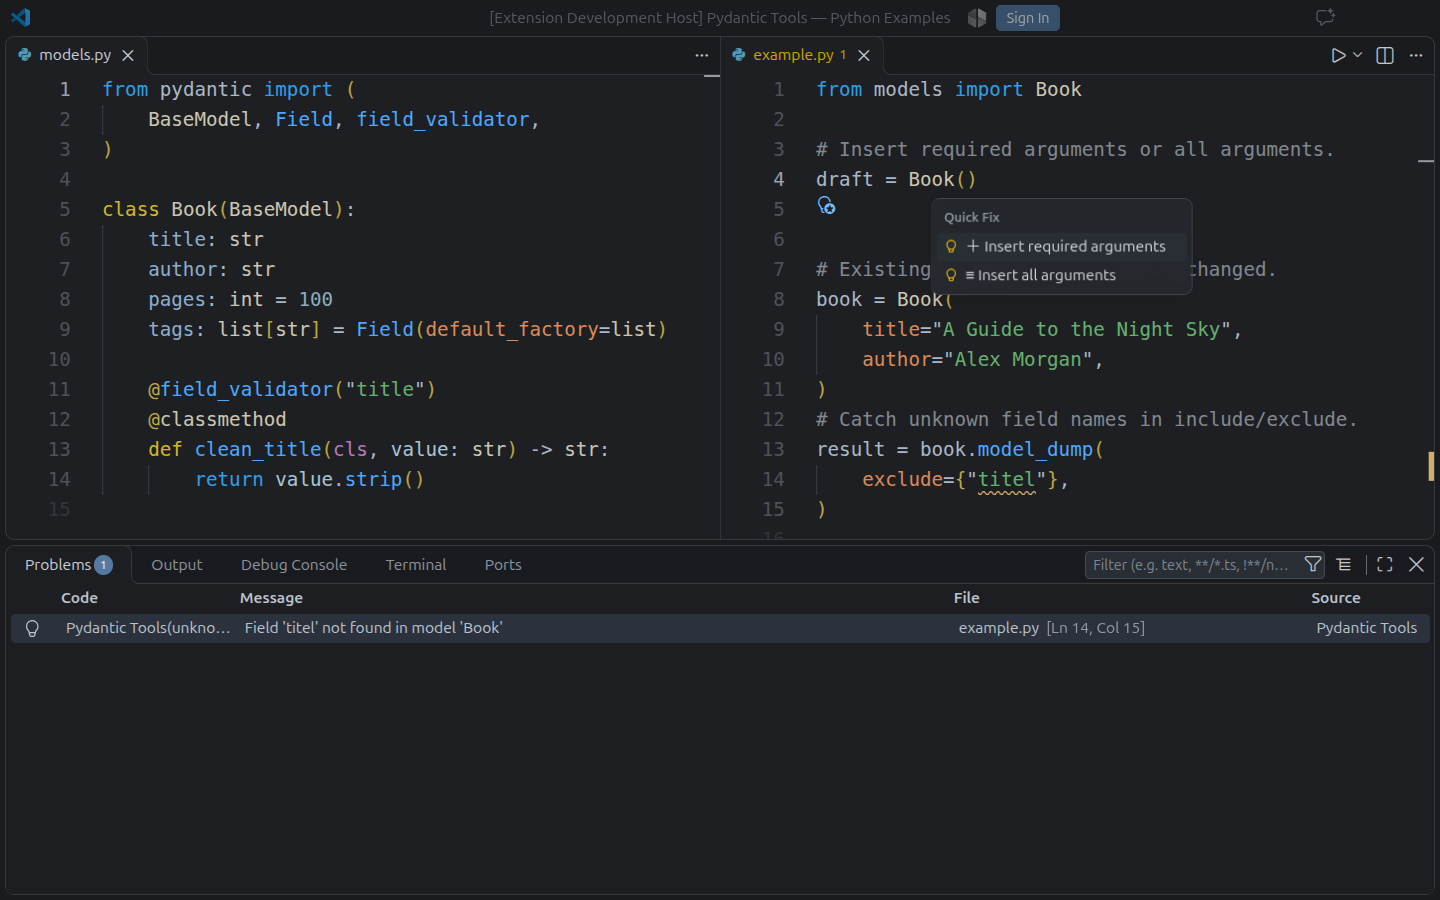 [Extension Development Host] Pydantic Tools — Python Examples
Sign In
models.py
1 from pydantic import (
2     BaseModel, Field, field_validator,
3 )
4
5 class Book(BaseModel):
6     title: str
7     author: str
8     pages: int = 100
9     tags: list[str] = Field(default_factory=list)
10
11     @field_validator("title")
12     @classmethod
13     def clean_title(cls, value: str) -> str:
14         return value.strip()
15
example.py 1
1 from models import Book
2
3 # Insert required arguments or all arguments.
4 draft = Book()
5
6
7 # Existing changed.
8 book = Book(
9     title="A Guide to the Night Sky",
10     author="Alex Morgan",
11 )
12 # Catch unknown field names in include/exclude.
13 result = book.model_dump(
14     exclude={"titel"},
15 )
16
Quick Fix
Insert required arguments
Insert all arguments
Problems 1 Output Debug Console Terminal Ports
Filter (e.g. text, **/*.ts, !**/n...
Code Message File Source
Pydantic Tools(unkno... Field 'titel' not found in model 'Book' example.py [Ln 14, Col 15] Pydantic Tools